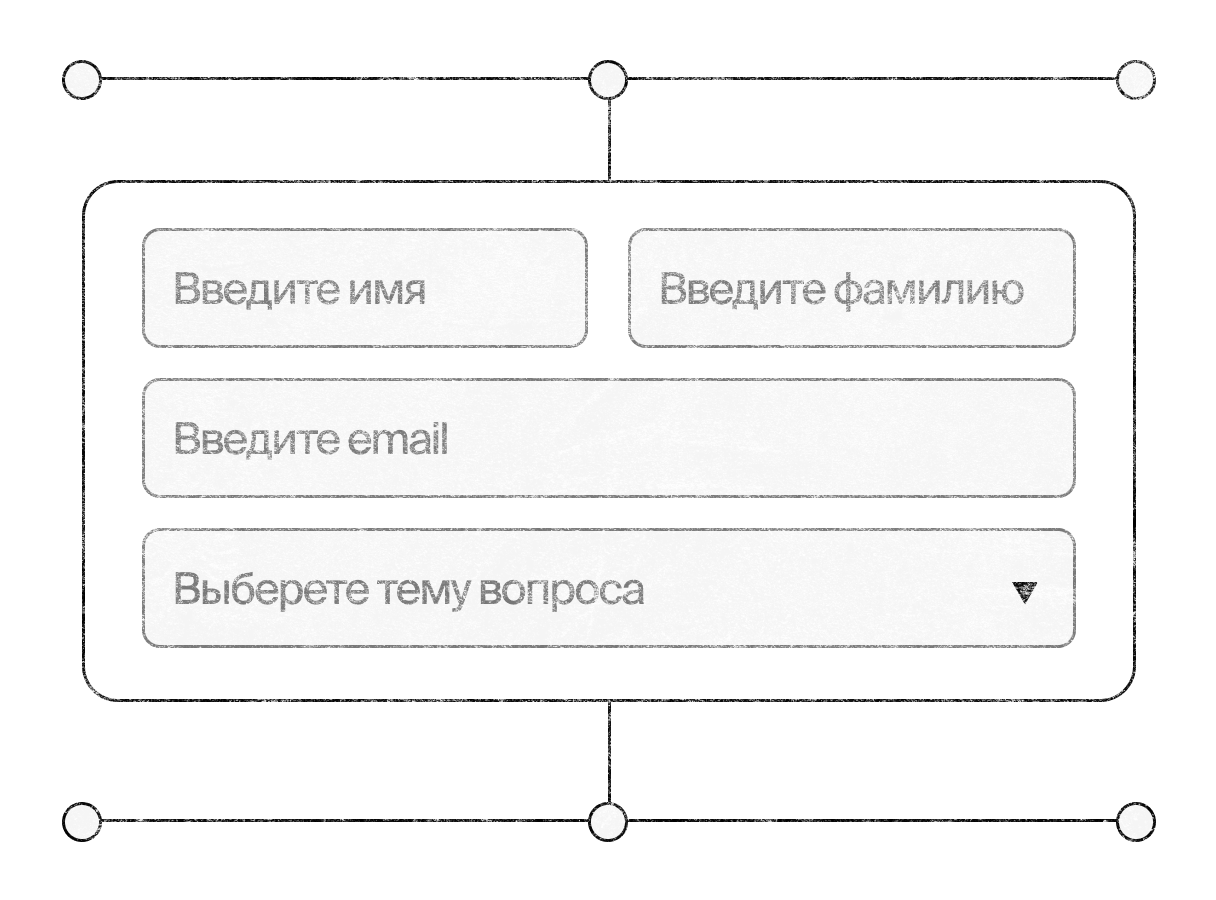 Введите имя
Введите фамилию
Введите email
Выберете тему вопроса